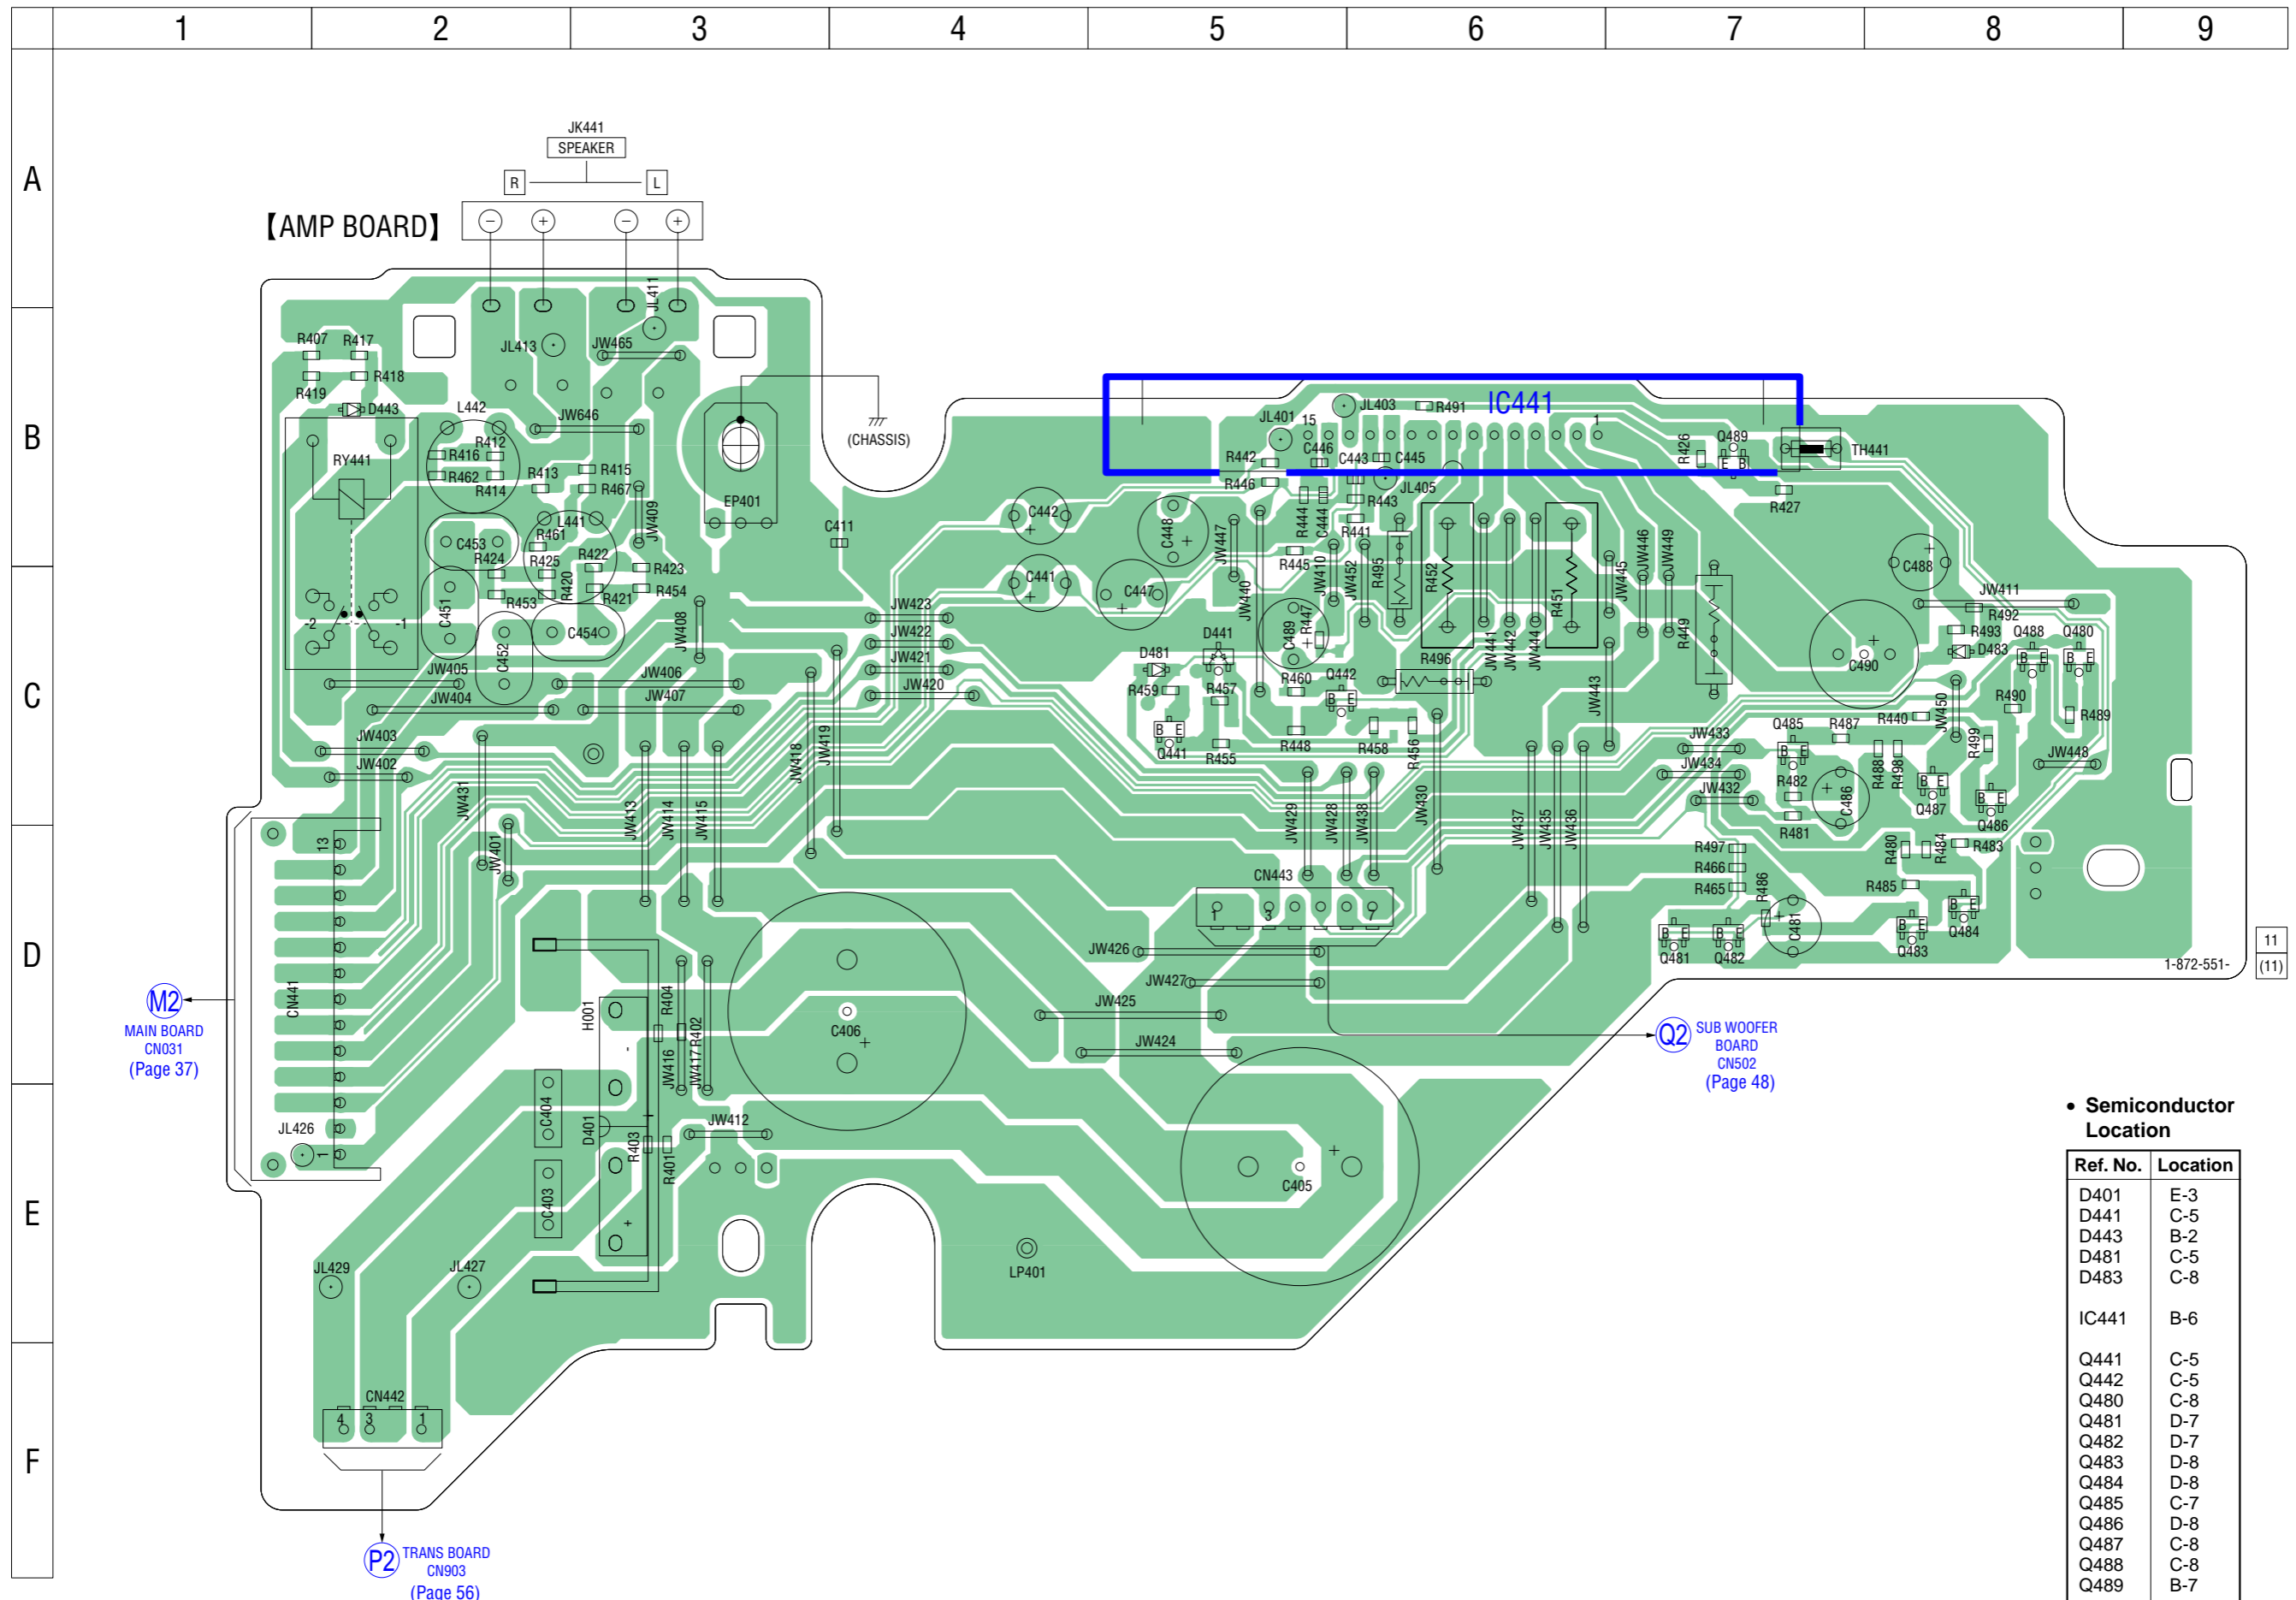 1 2 3 4 5 6 7 8 9
A
B
C
D
E
F
JK441
SPEAKER
R L
【AMP BOARD】
JL411
R407 R417
JL413
JW465
R419
R418
D443
L442
JW646
(CHASSIS)
JL401
15
JL403
R491
IC441
1
Q489
R426
E B
TH441
RY441
R416
R412
R462
R414
R413
R415
R467
EP401
R442
C446
C443
C445
R446
JL405
R443
R427
L441
JW409
C411
C442
C448
JW447
R444
C444
R441
C453
R461
R424
R425
R422
R423
R445
JW440
JW410
JW452
R495
R452
R451
JW445
JW446
JW449
C488
C451
R453
R420
R421
R454
C441
C447
JW411
R492
-2
-1
C452
C454
JW408
JW423
JW422
JW421
JW420
D441
D481
C489
R447
R496
JW441
JW442
JW444
R449
C490
R493
D483
Q488
Q480
B E
B E
JW405
JW404
JW406
JW407
R459
R457
R460
Q442
B E
JW443
JW450
R490
R489
B E
Q441
R455
R448
R458
R456
JW403
JW402
JW431
JW413
JW414
JW415
JW418
JW419
JW433
JW434
JW432
Q485
R487
B E
R440
R482
R488
R498
R499
JW448
C486
B E
Q487
B E
Q486
R481
JW401
JW429
JW428
JW438
JW430
JW437
JW435
JW436
R497
R466
R465
R486
R480
R484
R483
R485
CN443
1 3 7
C481
B E
Q481
B E
Q482
B E
Q483
B E
Q484
13
CN441
1
JL426
JW426
JW427
JW425
JW424
1-872-551-
11
(11)
M2
MAIN BOARD
CN031
(Page 37)
H001
R404
JW416
JW417
R402
C406
Q2
SUB WOOFER
BOARD
CN502
(Page 48)
C404
D401
R403
R401
JW412
C403
C405
JL429
JL427
LP401
CN442
4 3 1
P2
TRANS BOARD
CN903
(Page 56)
• Semiconductor
Location
Ref. No. Location
D401 E-3
D441 C-5
D443 B-2
D481 C-5
D483 C-8
IC441 B-6
Q441 C-5
Q442 C-5
Q480 C-8
Q481 D-7
Q482 D-7
Q483 D-8
Q484 D-8
Q485 C-7
Q486 D-8
Q487 C-8
Q488 C-8
Q489 B-7